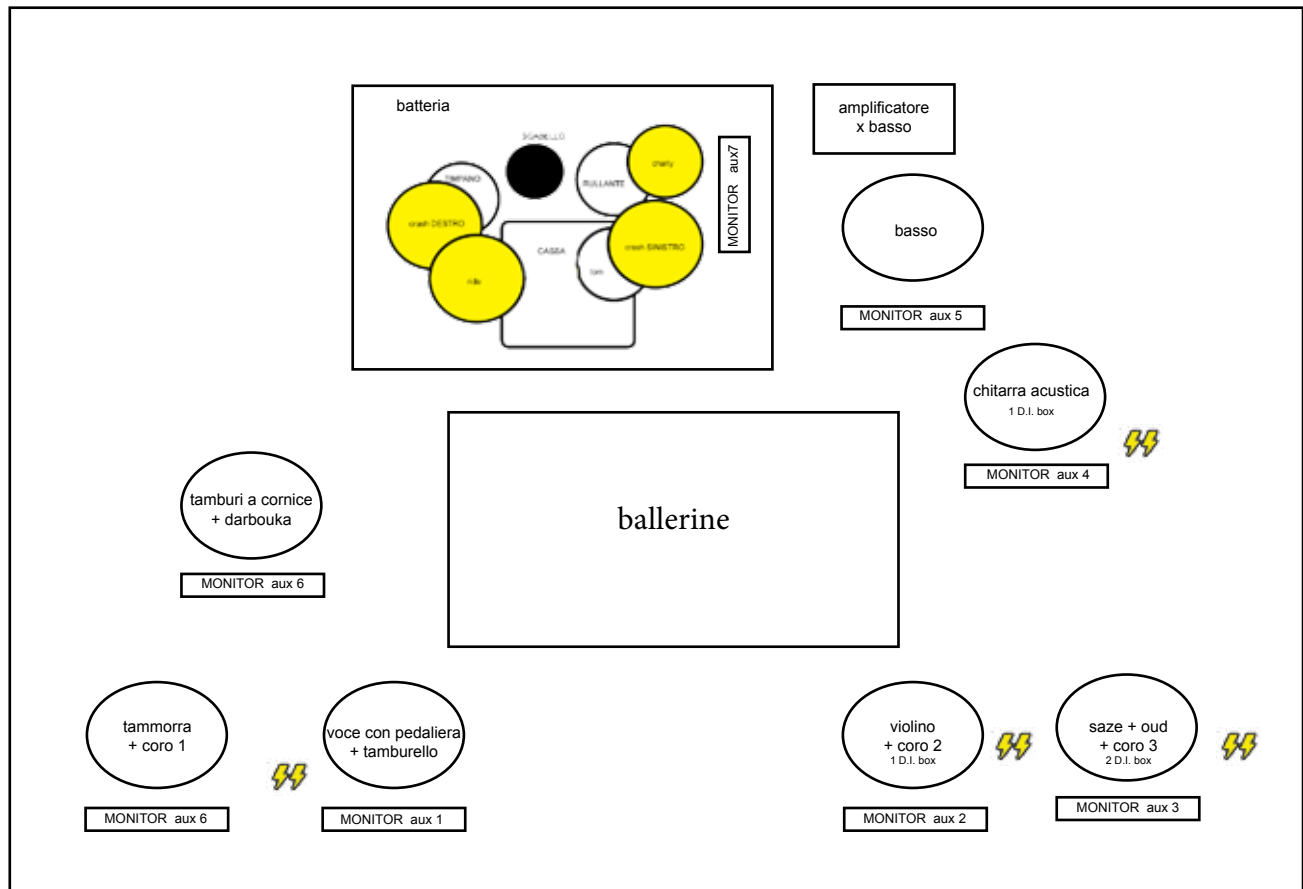 batteria
SGABELLO
TIMPANO
RULLANTE
charly
crash DESTRO
CASSA
crash SINISTRO
tom
ride
MONITOR aux7
amplificatore
x basso
basso
MONITOR aux 5
chitarra acustica
1 D.I. box
MONITOR aux 4
ballerine
tamburi a cornice
+ darbouka
MONITOR aux 6
tammorra
+ coro 1
MONITOR aux 6
voce con pedaliera
+ tamburello
MONITOR aux 1
violino
+ coro 2
1 D.I. box
MONITOR aux 2
saze + oud
+ coro 3
2 D.I. box
MONITOR aux 3